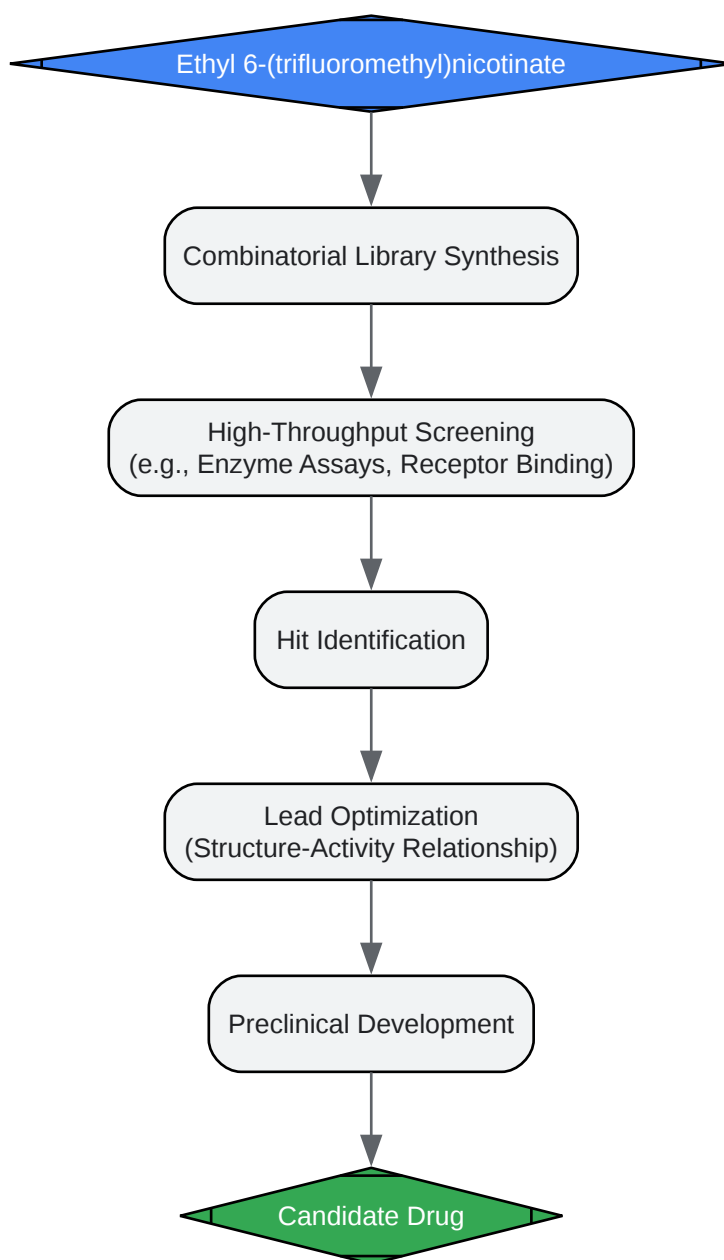 Ethyl 6-(trifluoromethyl)nicotinate
Combinatorial Library Synthesis
High-Throughput Screening
(e.g., Enzyme Assays, Receptor Binding)
Hit Identification
Lead Optimization
(Structure-Activity Relationship)
Preclinical Development
Candidate Drug